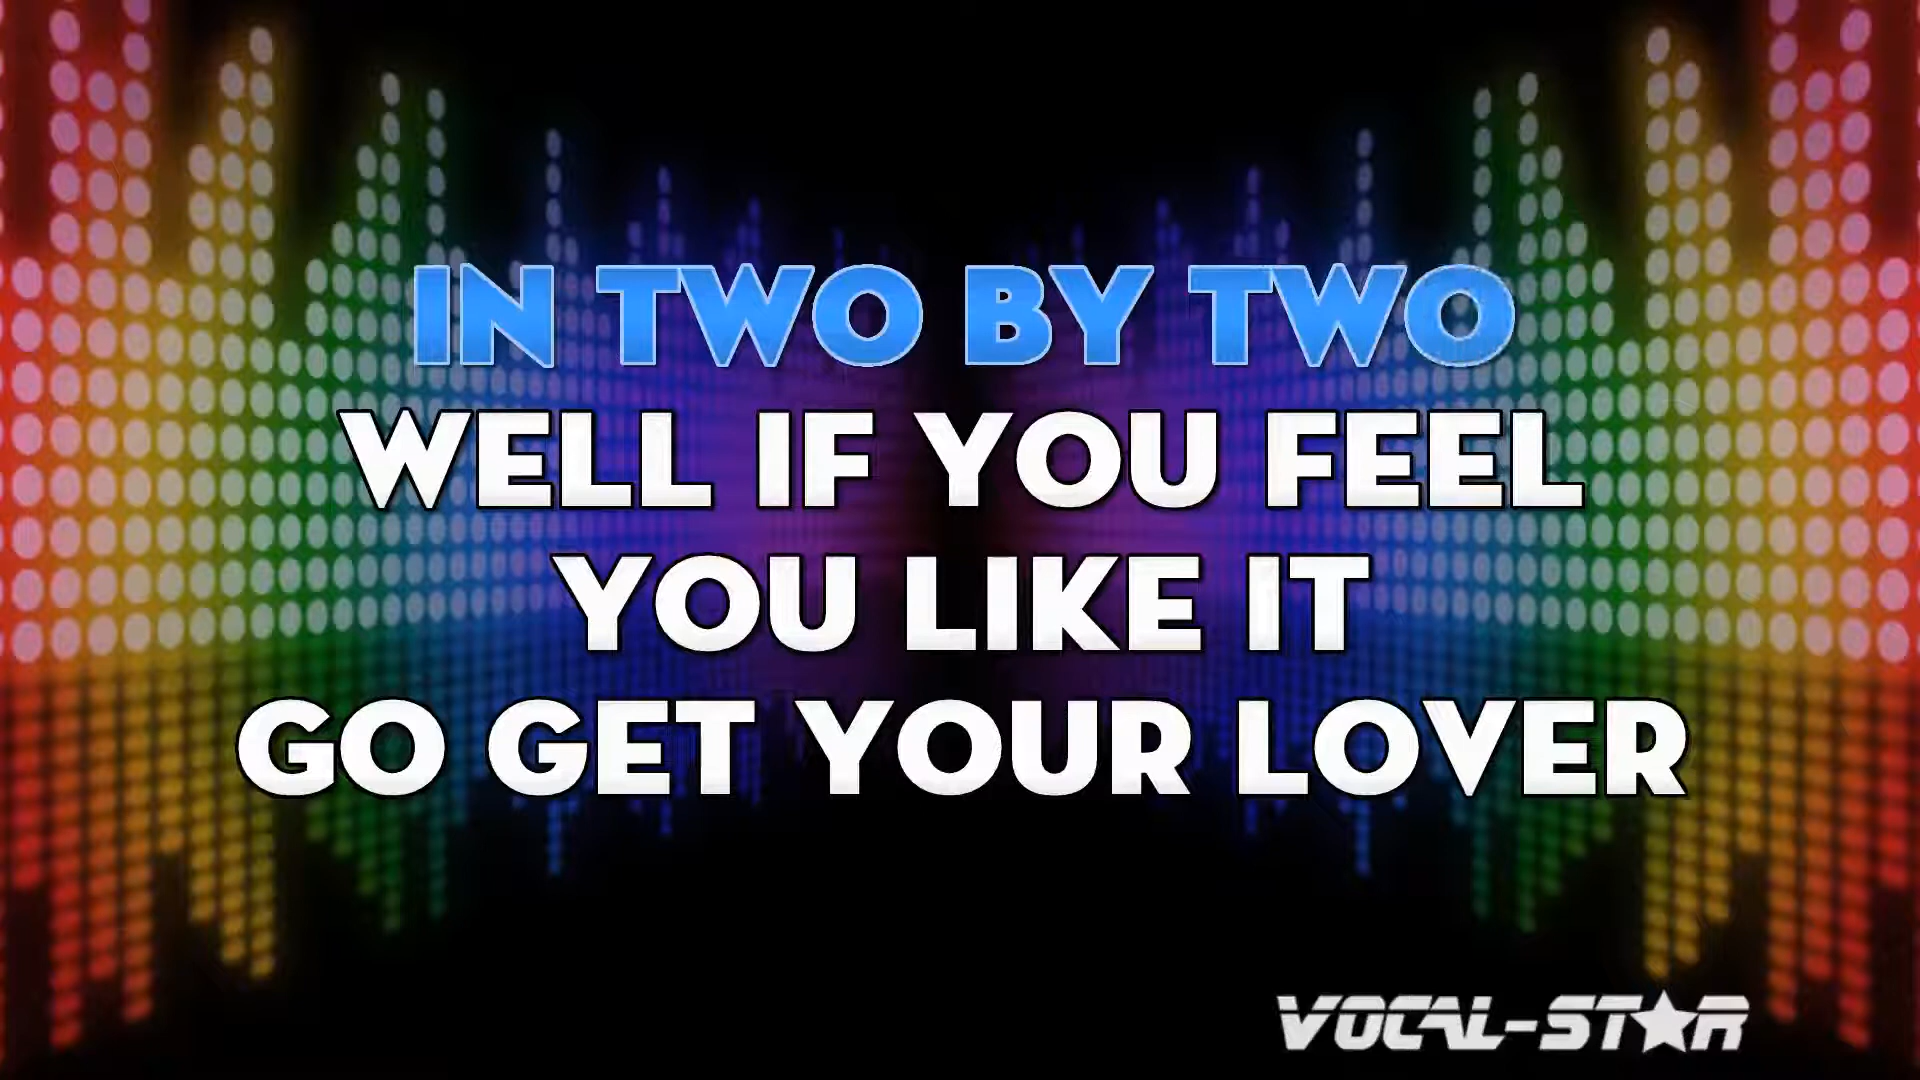 IN TWO BY TWO
WELL IF YOU FEEL
YOU LIKE IT
GO GET YOUR LOVER
VOCAL-STAR